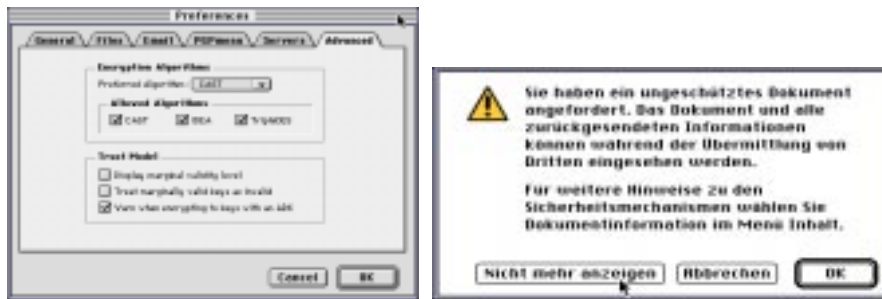 Preferences
General Files Email PGPmenu Servers Advanced
Encryption Algorithms
Preferred algorithm: CAST
Allowed Algorithms
CAST IDEA TripleDES
Trust Model
Display marginal validity level
Treat marginally valid keys as invalid
Warn when encrypting to keys with an ADK
Cancel OK
Sie haben ein ungeschütztes Dokument
angefordert. Das Dokument und alle
zurückgesendeten Informationen
können während der Übermittlung von
Dritten eingesehen werden.
Für weitere Hinweise zu den
Sicherheitsmechanismen wählen Sie
Dokumentinformation im Menü Inhalt.
Nicht mehr anzeigen Abbrechen OK